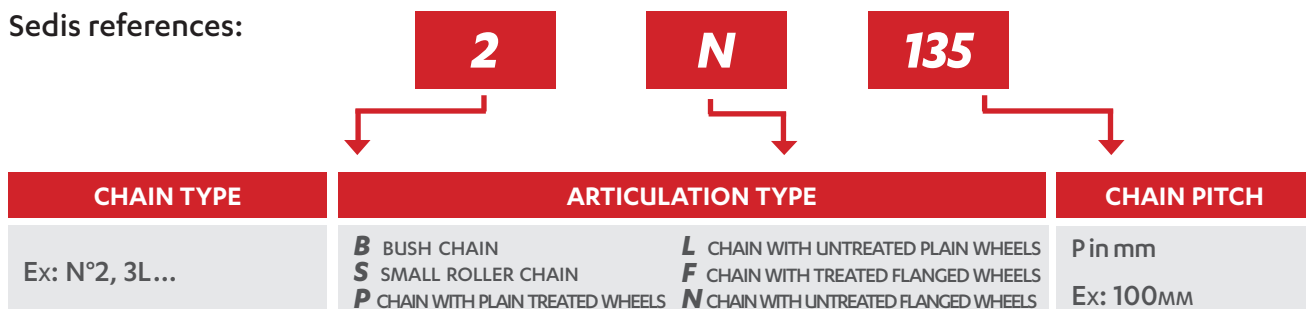 Sedis references:
2 N 135
CHAIN TYPE ARTICULATION TYPE CHAIN PITCH
Ex: N°2, 3L...
B BUSH CHAIN
S SMALL ROLLER CHAIN
P CHAIN WITH PLAIN TREATED WHEELS
L CHAIN WITH UNTREATED PLAIN WHEELS
F CHAIN WITH TREATED FLANGED WHEELS
N CHAIN WITH UNTREATED FLANGED WHEELS
P in mm
Ex: 100MM